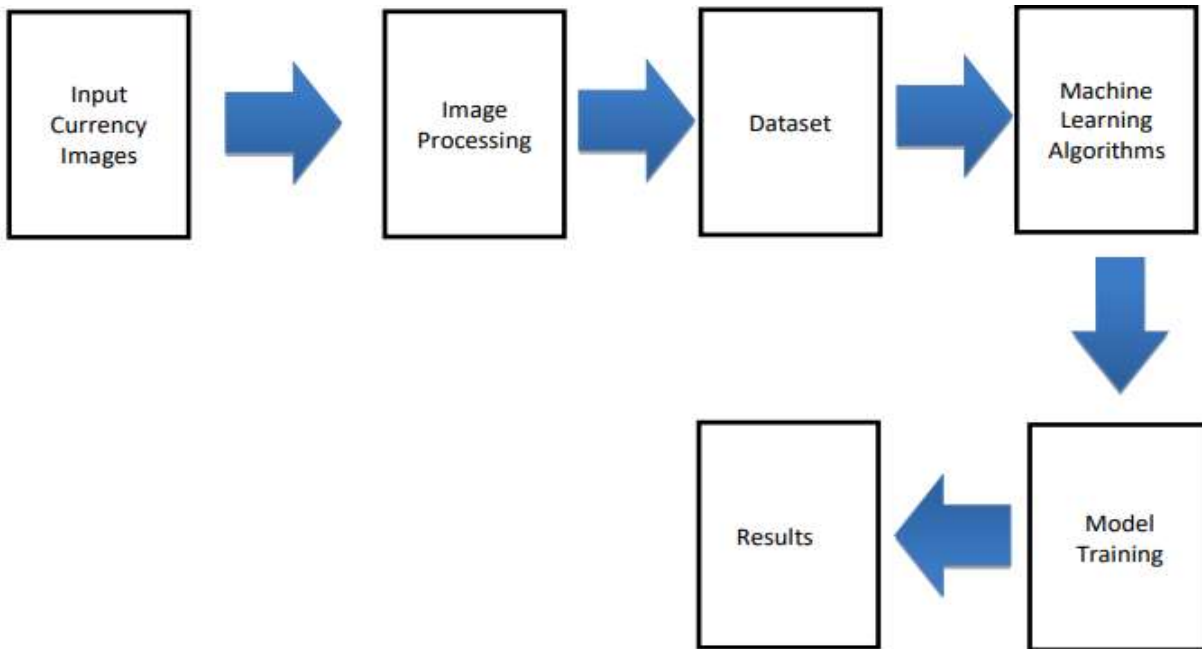 Input
Currency
Images
Image
Processing
Dataset
Machine
Learning
Algorithms
Model
Training
Results